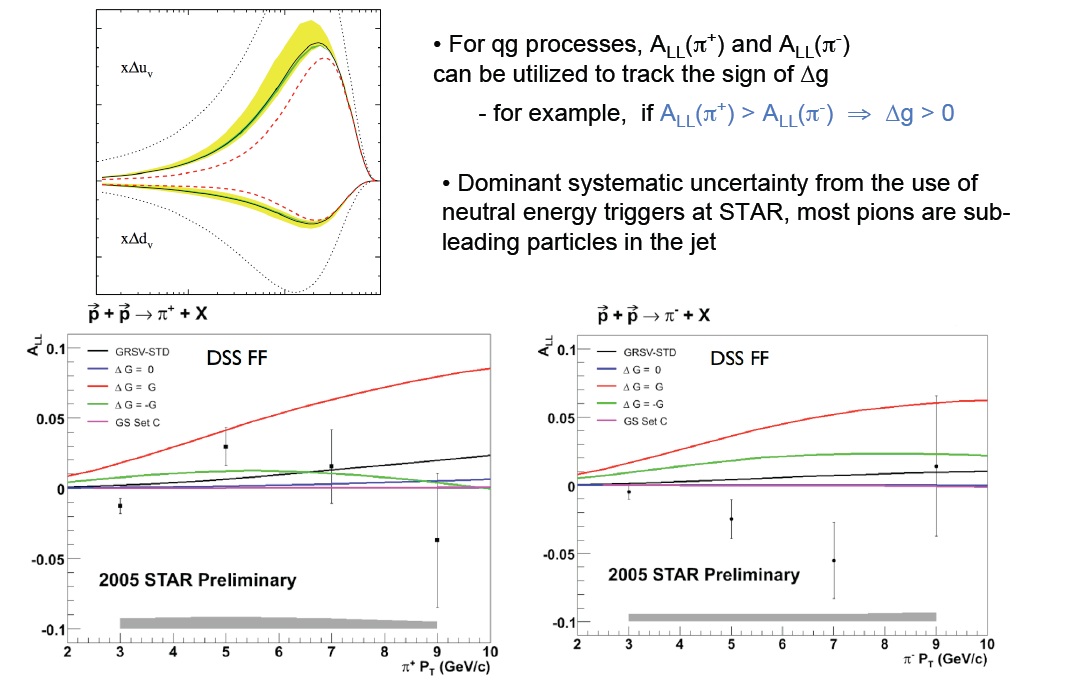 xΔuᵥ
xΔdᵥ
• For qg processes, A_LL(π⁺) and A_LL(π⁻)
can be utilized to track the sign of Δg
- for example, if A_LL(π⁺) > A_LL(π⁻) ⇒ Δg > 0
• Dominant systematic uncertainty from the use of
neutral energy triggers at STAR, most pions are sub-
leading particles in the jet
p⃗ + p⃗ → π⁺ + X
A_LL
0.1
0.05
0
-0.05
-0.1
GRSV-STD
Δ G = 0
Δ G = G
Δ G = -G
GS Set C
DSS FF
2005 STAR Preliminary
2 3 4 5 6 7 8 9 10
π⁺ P_T (GeV/c)
p⃗ + p⃗ → π⁻ + X
A_LL
0.1
0.05
0
-0.05
-0.1
GRSV-STD
Δ G = 0
Δ G = G
Δ G = -G
GS Set C
DSS FF
2005 STAR Preliminary
2 3 4 5 6 7 8 9 10
π⁻ P_T (GeV/c)